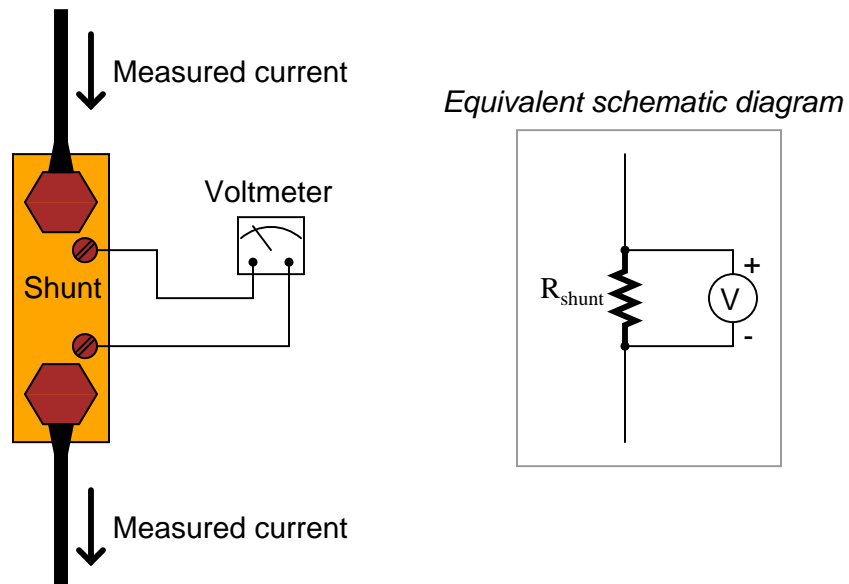 Measured current
Equivalent schematic diagram
Voltmeter
Shunt
R_shunt
+
V
-
Measured current